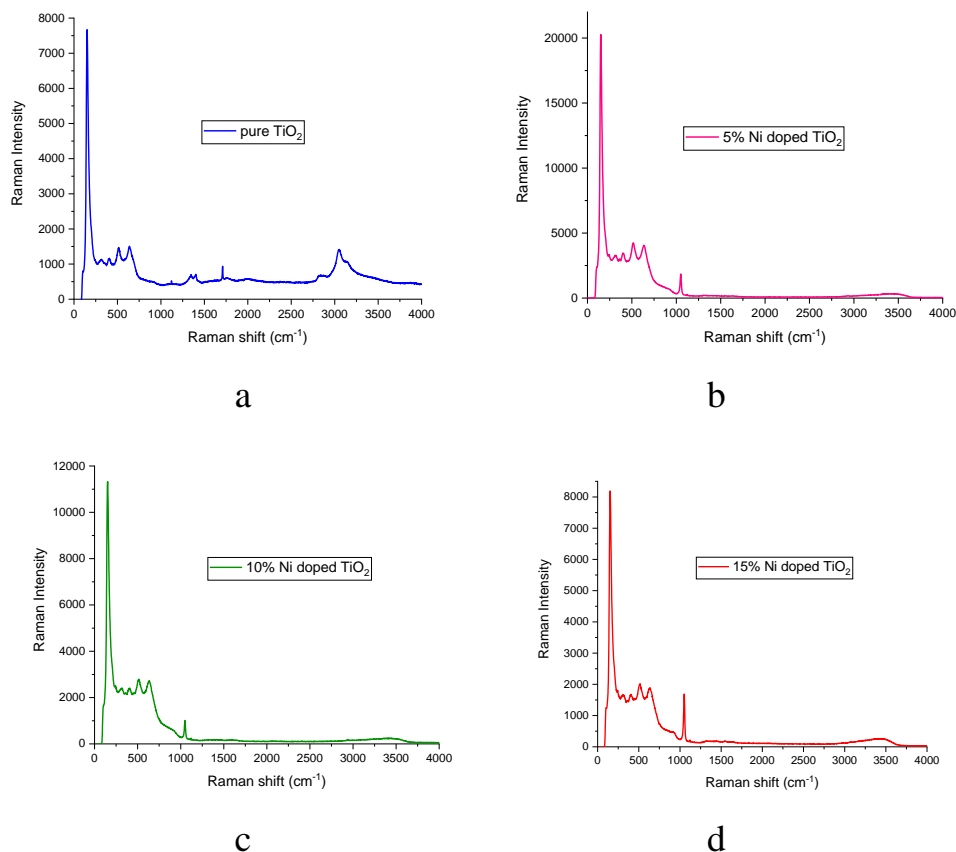 8000
7000
6000
5000
4000
3000
2000
1000
0
Raman Intensity
pure TiO₂
0 500 1000 1500 2000 2500 3000 3500 4000
Raman shift (cm⁻¹)
a
20000
15000
10000
5000
0
Raman Intensity
5% Ni doped TiO₂
0 500 1000 1500 2000 2500 3000 3500 4000
Raman shift (cm⁻¹)
b
12000
10000
8000
6000
4000
2000
0
Raman Intensity
10% Ni doped TiO₂
0 500 1000 1500 2000 2500 3000 3500 4000
Raman shift (cm⁻¹)
c
8000
7000
6000
5000
4000
3000
2000
1000
0
Raman Intensity
15% Ni doped TiO₂
0 500 1000 1500 2000 2500 3000 3500 4000
Raman shift (cm⁻¹)
d